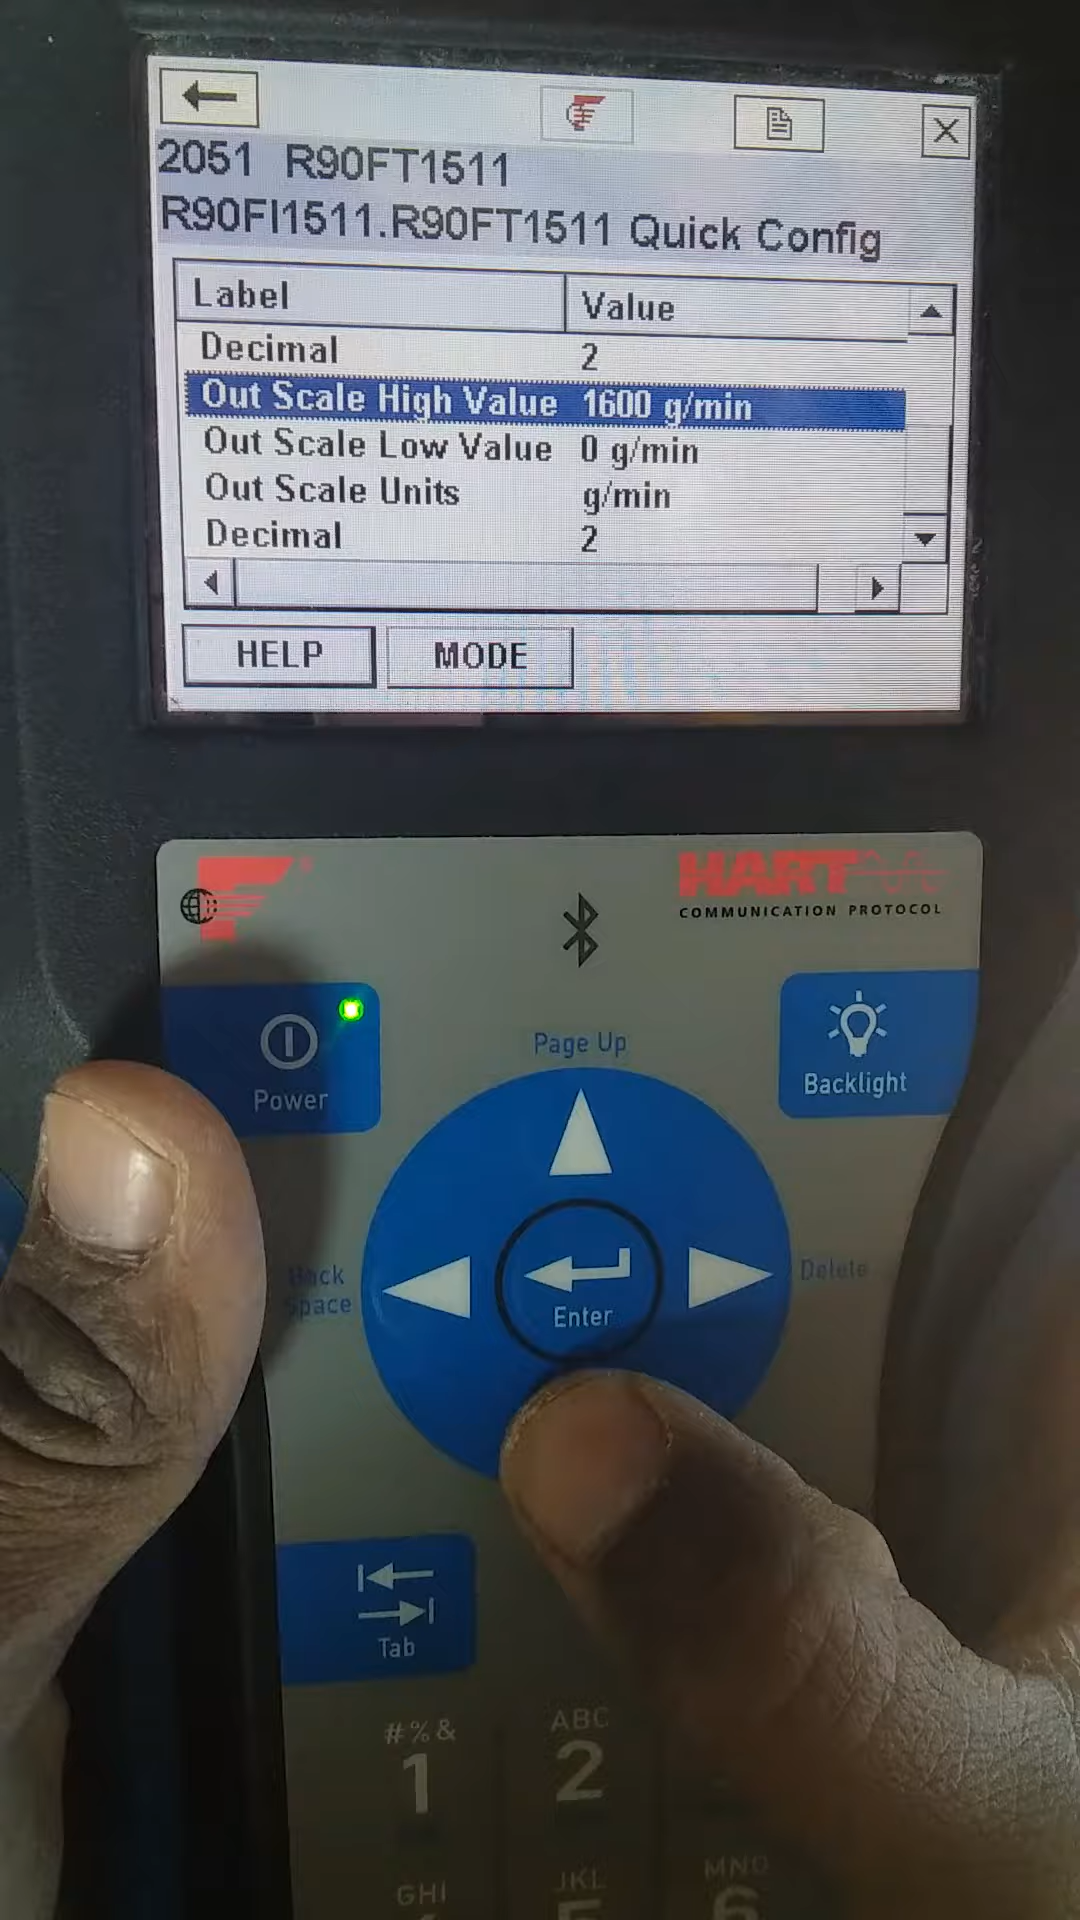 2051 R90FT1511
R90FI1511.R90FT1511 Quick Config
Label Value
Decimal 2
Out Scale High Value 1600 g/min
Out Scale Low Value 0 g/min
Out Scale Units g/min
Decimal 2
HELP MODE
HART
COMMUNICATION PROTOCOL
Power
Page Up
Backlight
Back Space
Enter
Delete
Tab
#%& ABC
1 2
GHI JKL MNO
6